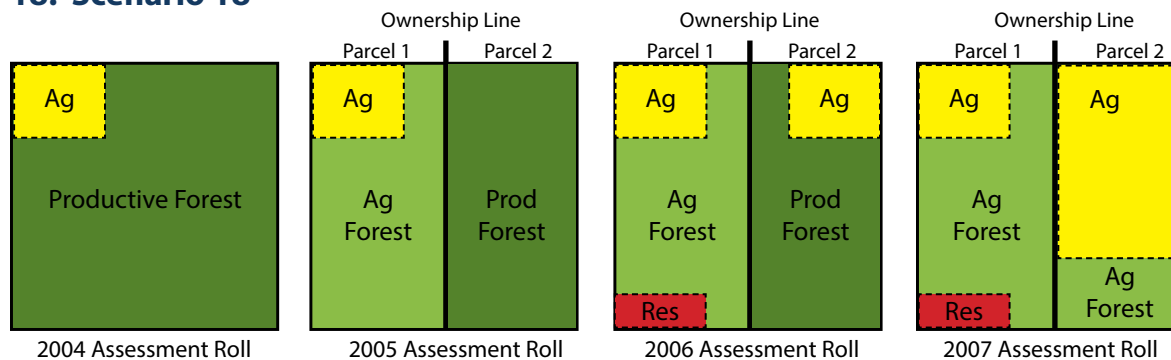 18. Scenario 18
Ownership Line
Parcel 1 Parcel 2
Ownership Line
Parcel 1 Parcel 2
Ownership Line
Parcel 1 Parcel 2
Ag
Productive Forest
2004 Assessment Roll
Ag
Ag
Forest
Prod
Forest
2005 Assessment Roll
Ag
Ag
Ag
Forest
Prod
Forest
Res
2006 Assessment Roll
Ag
Ag
Ag
Forest
Ag
Forest
Res
2007 Assessment Roll